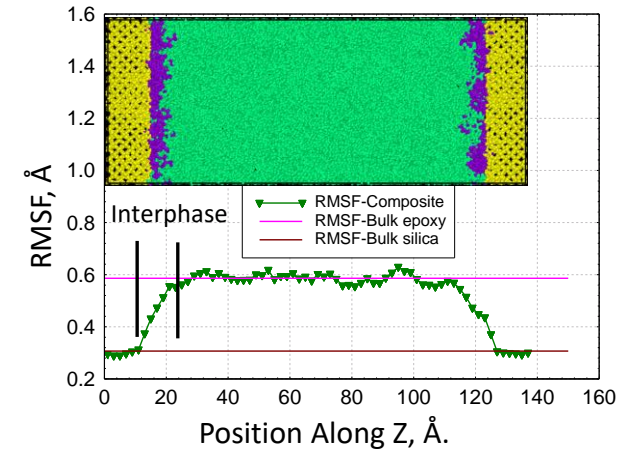 1.6
1.4
1.2
1.0
0.8
0.6
0.4
0.2
RMSF, Å
Interphase
RMSF-Composite
RMSF-Bulk epoxy
RMSF-Bulk silica
0 20 40 60 80 100 120 140 160
Position Along Z, Å.